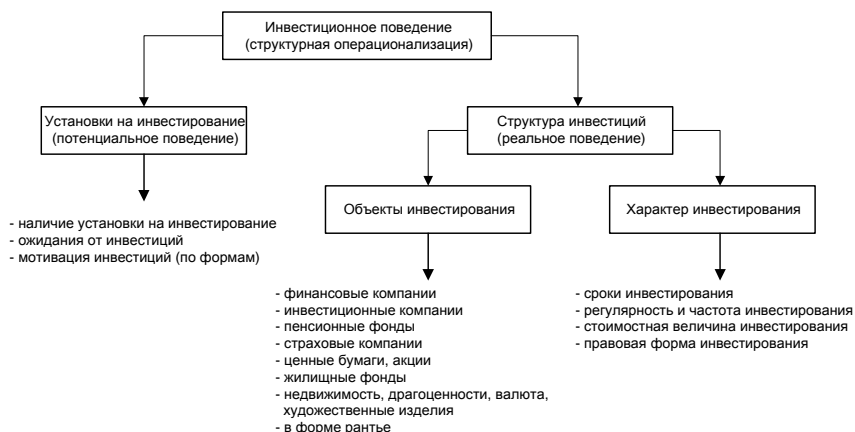 Инвестиционное поведение
(структурная операционализация)
Установки на инвестирование
(потенциальное поведение)
Структура инвестиций
(реальное поведение)
- наличие установки на инвестирование
- ожидания от инвестиций
- мотивация инвестиций (по формам)
Объекты инвестирования
Характер инвестирования
- финансовые компании
- инвестиционные компании
- пенсионные фонды
- страховые компании
- ценные бумаги, акции
- жилищные фонды
- недвижимость, драгоценности, валюта,
художественные изделия
- в форме рантье
- сроки инвестирования
- регулярность и частота инвестирования
- стоимостная величина инвестирования
- правовая форма инвестирования